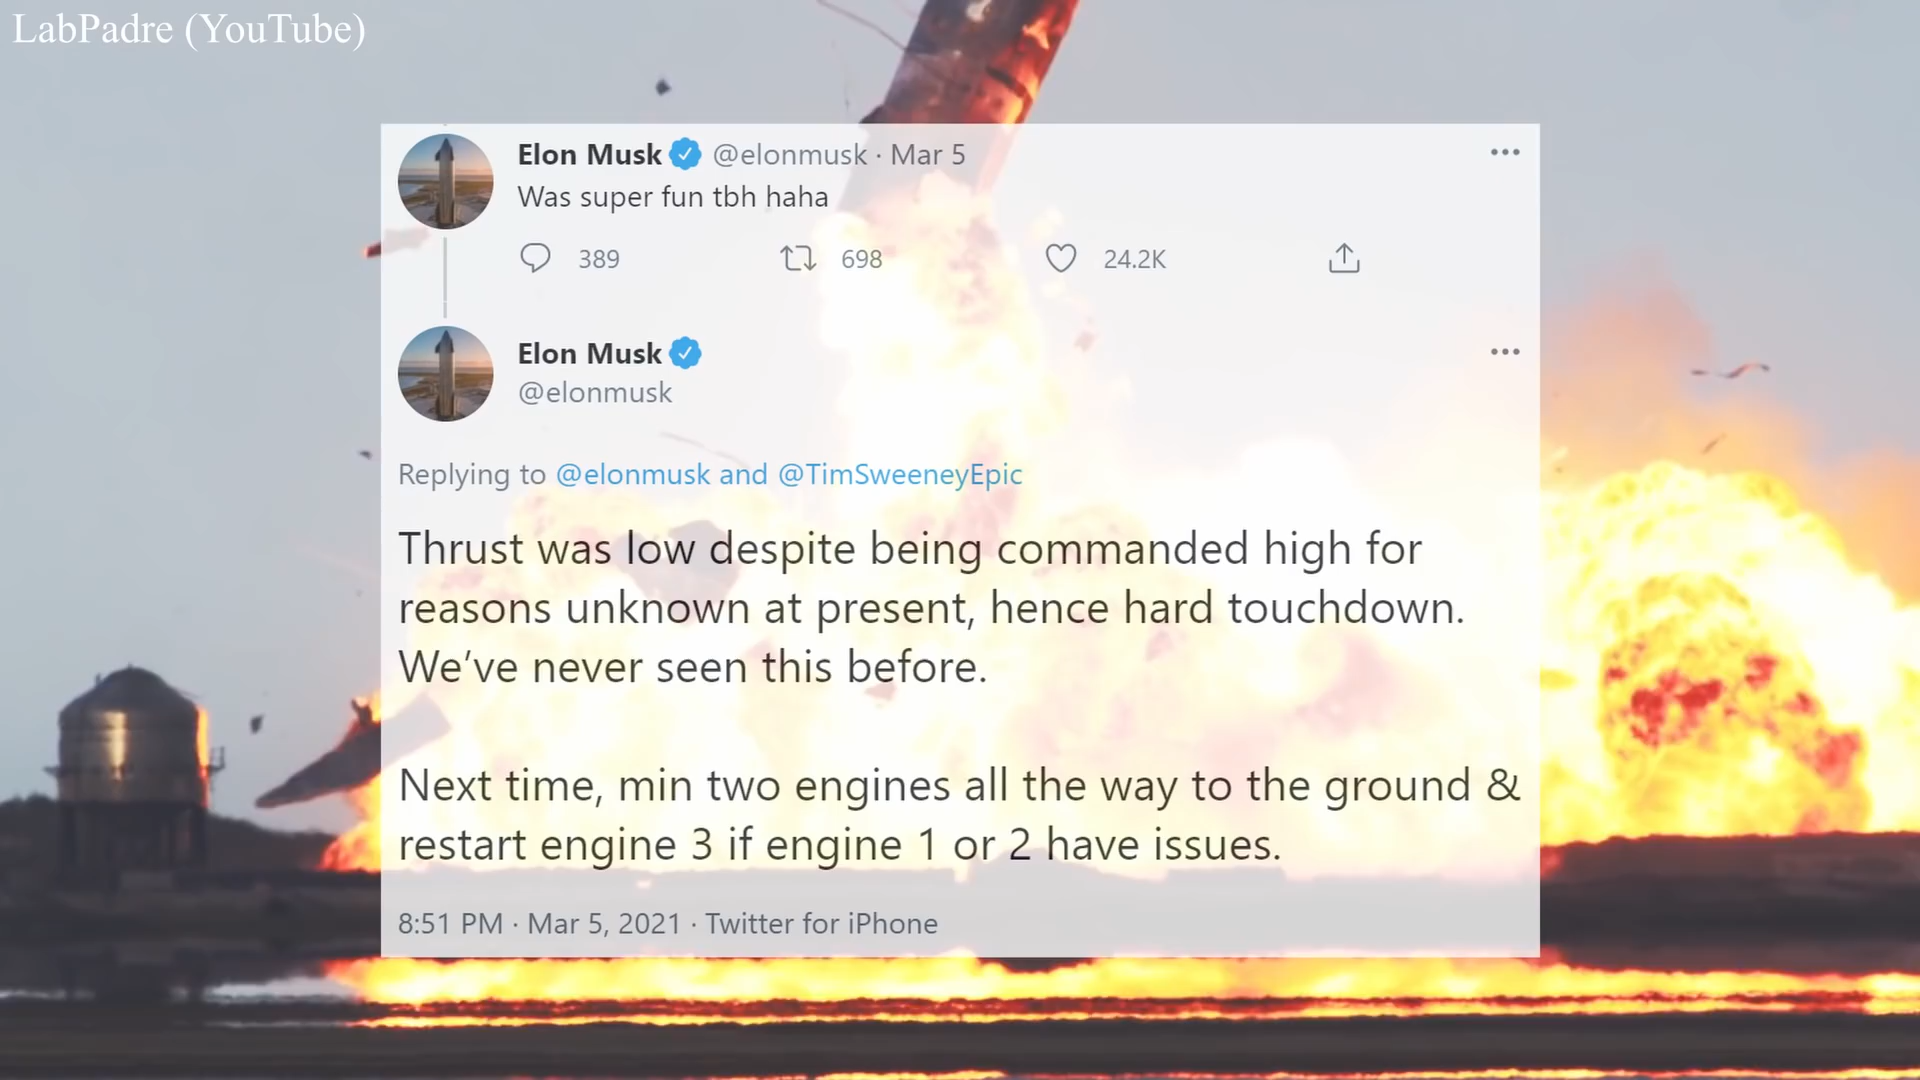 LabPadre (YouTube)
Elon Musk @elonmusk · Mar 5
Was super fun tbh haha
389 698 24.2K
Elon Musk
@elonmusk
Replying to @elonmusk and @TimSweeneyEpic
Thrust was low despite being commanded high for
reasons unknown at present, hence hard touchdown.
We’ve never seen this before.
Next time, min two engines all the way to the ground &
restart engine 3 if engine 1 or 2 have issues.
8:51 PM · Mar 5, 2021 · Twitter for iPhone